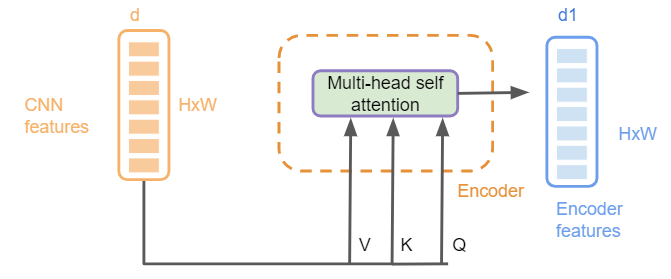 d
d1
CNN
features
HxW
Multi-head self
attention
HxW
Encoder
Encoder
features
V
K
Q